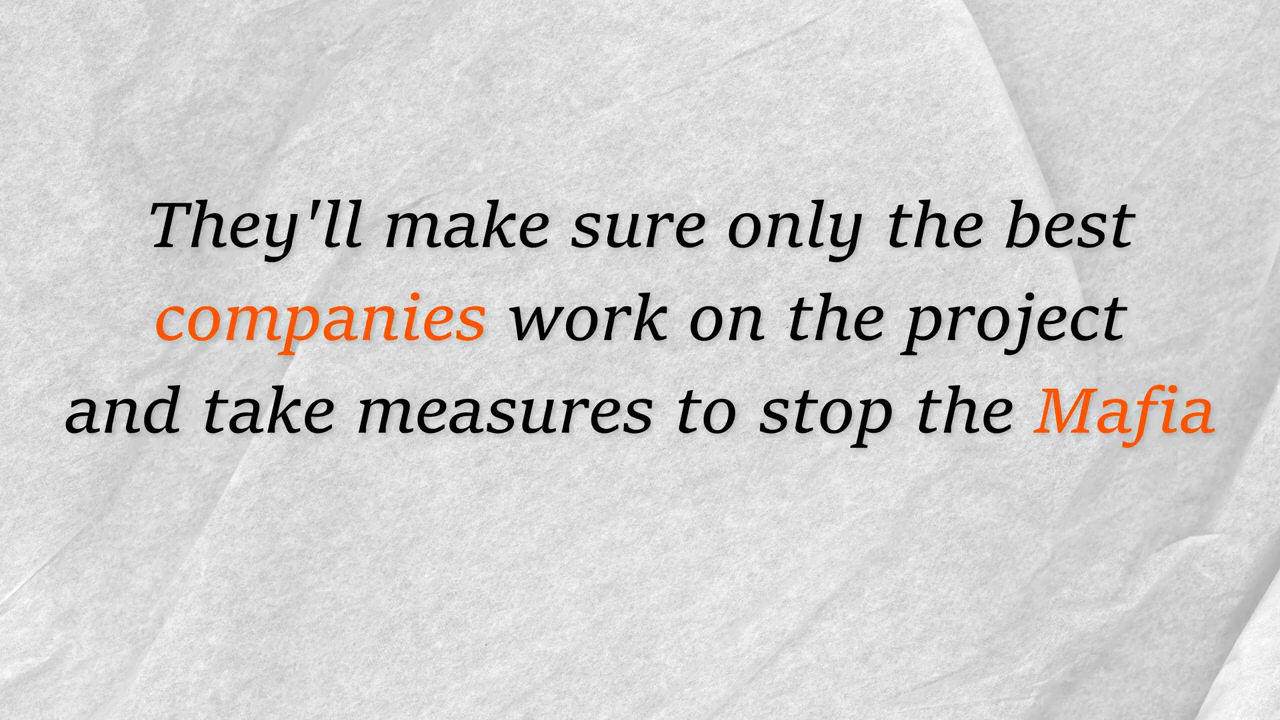 They'll make sure only the best
companies work on the project
and take measures to stop the Mafia